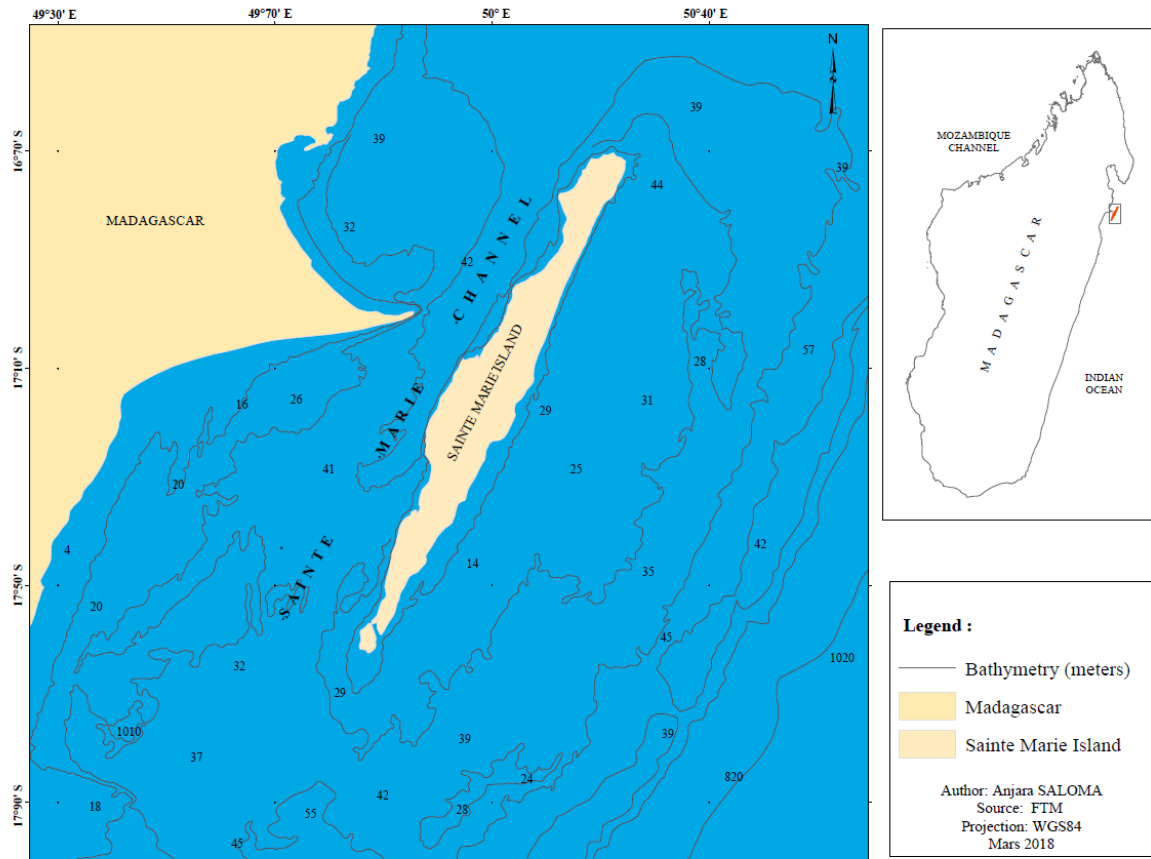 49°30' E
49°70' E
50° E
50°40' E
16°70' S
17°10' S
17°50' S
17°90' S
N
39
39
39
44
MADAGASCAR
32
42
SAINTE MARIE CHANNEL
SAINTE MARIE ISLAND
57
28
16
26
31
29
41
25
20
4
42
14
35
20
45
32
1020
29
1010
39
39
37
24
820
42
18
55
28
45
MOZAMBIQUE
CHANNEL
MADAGASCAR
INDIAN
OCEAN
Legend :
Bathymetry (meters)
Madagascar
Sainte Marie Island
Author: Anjara SALOMA
Source: FTM
Projection: WGS84
Mars 2018